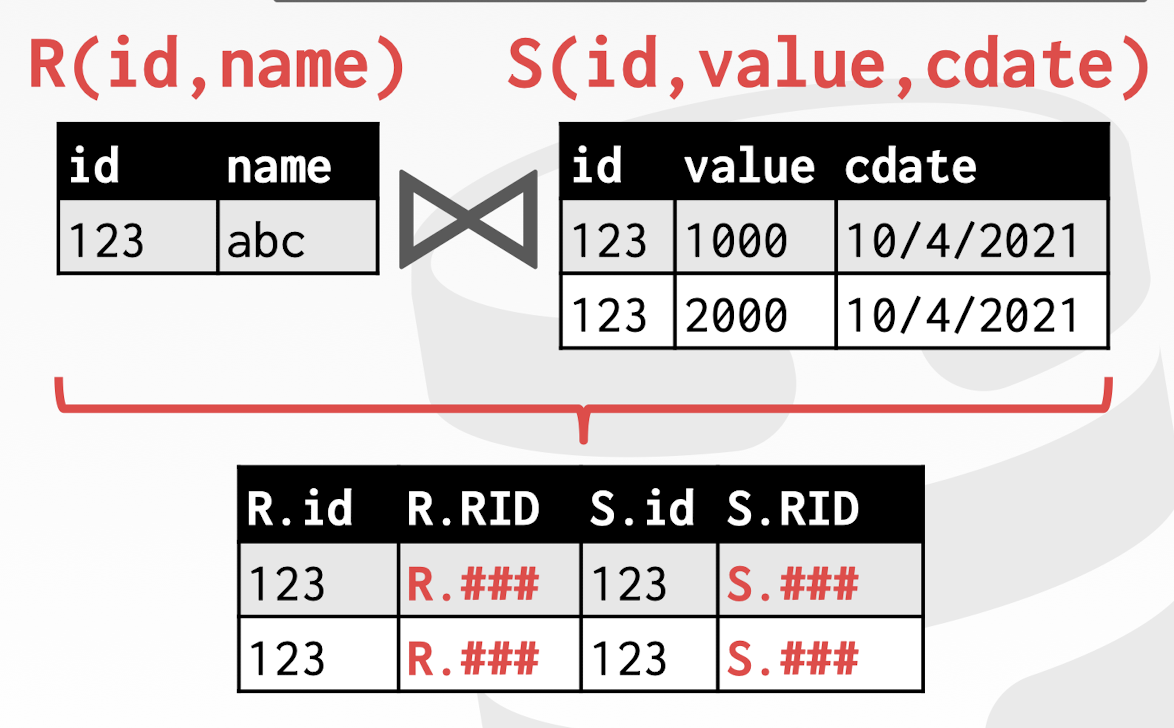 R(id,name) S(id,value,cdate)
id name id value cdate
123 abc 123 1000 10/4/2021
123 2000 10/4/2021
R.id R.RID S.id S.RID
123 R.### 123 S.###
123 R.### 123 S.###